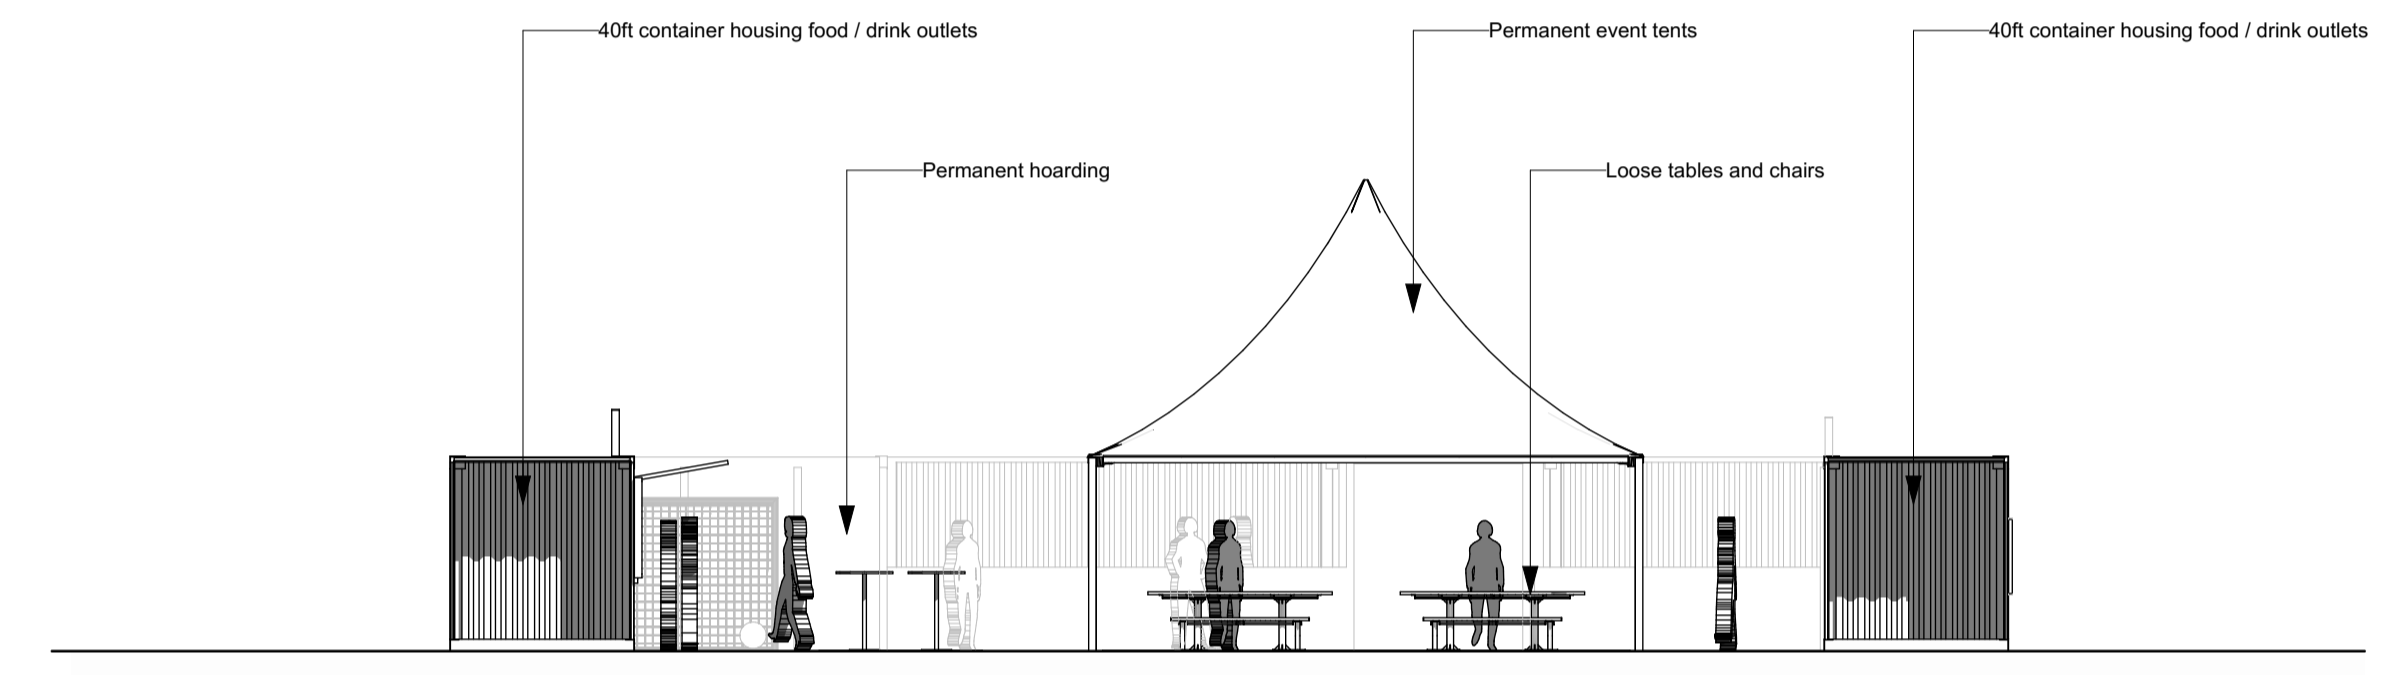 40ft container housing food / drink outlets
Permanent event tents
40ft container housing food / drink outlets
Permanent hoarding
Loose tables and chairs